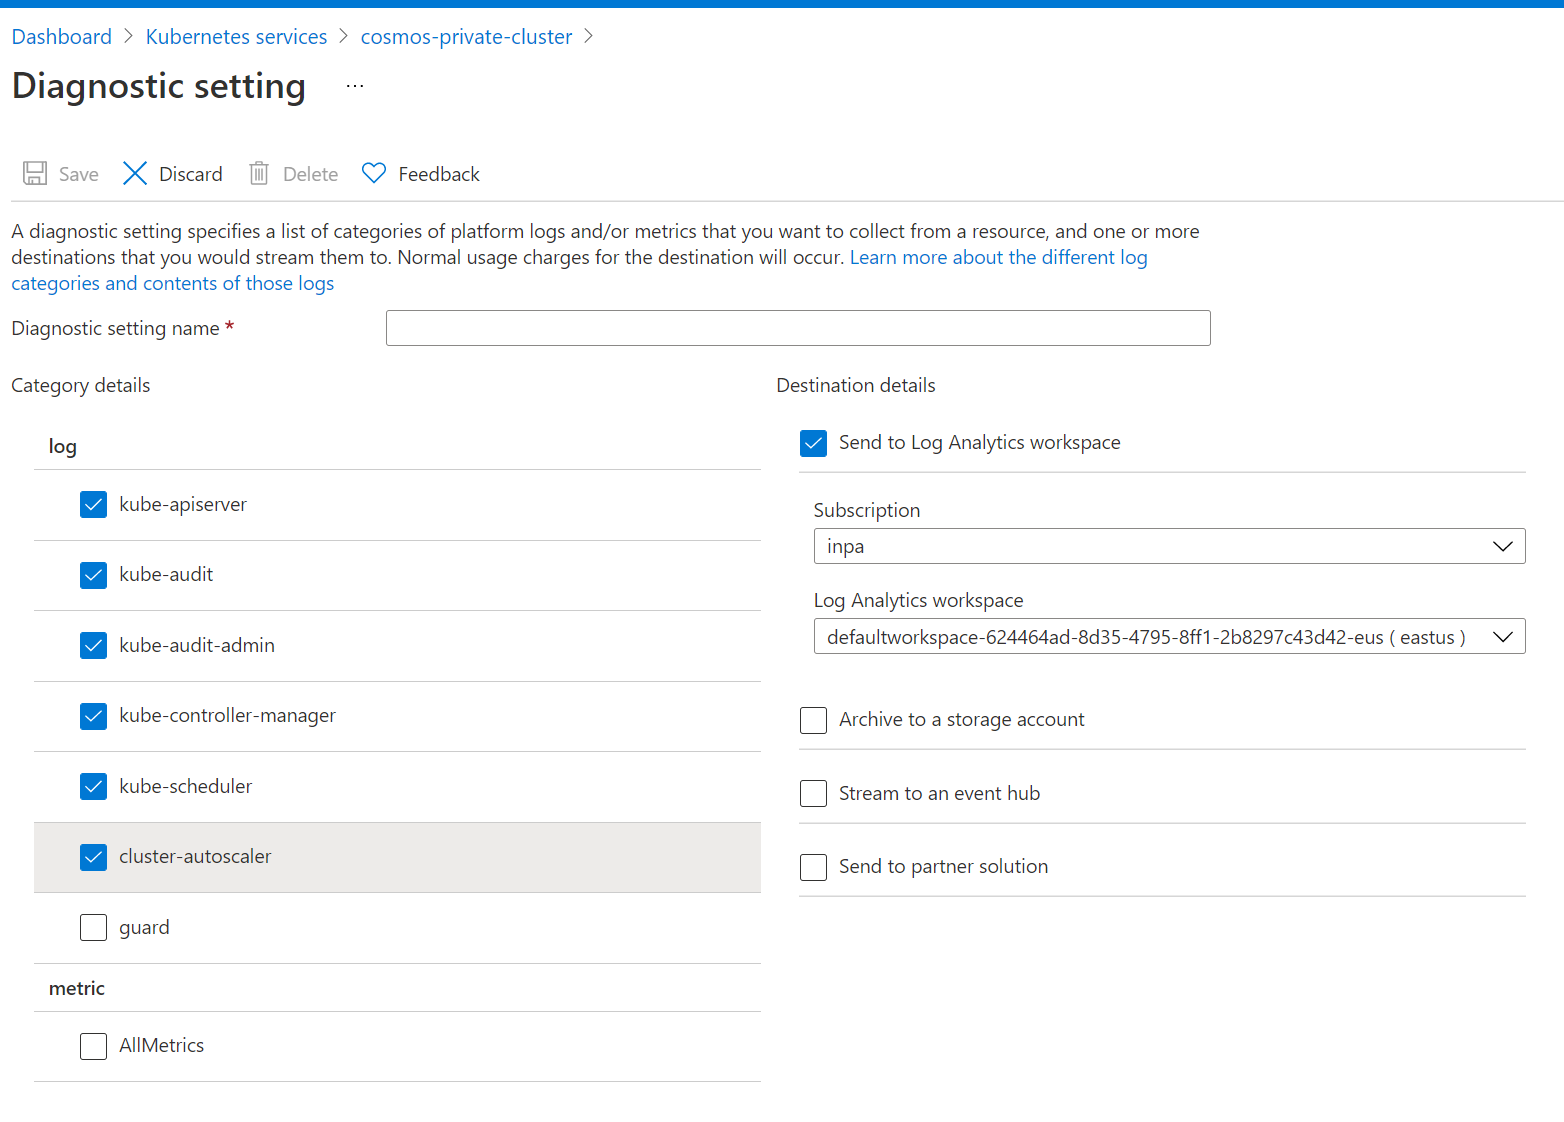 Dashboard > Kubernetes services > cosmos-private-cluster >
Diagnostic setting ...
Save Discard Delete Feedback
A diagnostic setting specifies a list of categories of platform logs and/or metrics that you want to collect from a resource, and one or more
destinations that you would stream them to. Normal usage charges for the destination will occur. Learn more about the different log
categories and contents of those logs
Diagnostic setting name *
Category details
log
kube-apiserver
kube-audit
kube-audit-admin
kube-controller-manager
kube-scheduler
cluster-autoscaler
guard
metric
AllMetrics
Destination details
Send to Log Analytics workspace
Subscription
inpa
Log Analytics workspace
defaultworkspace-624464ad-8d35-4795-8ff1-2b8297c43d42-eus ( eastus )
Archive to a storage account
Stream to an event hub
Send to partner solution